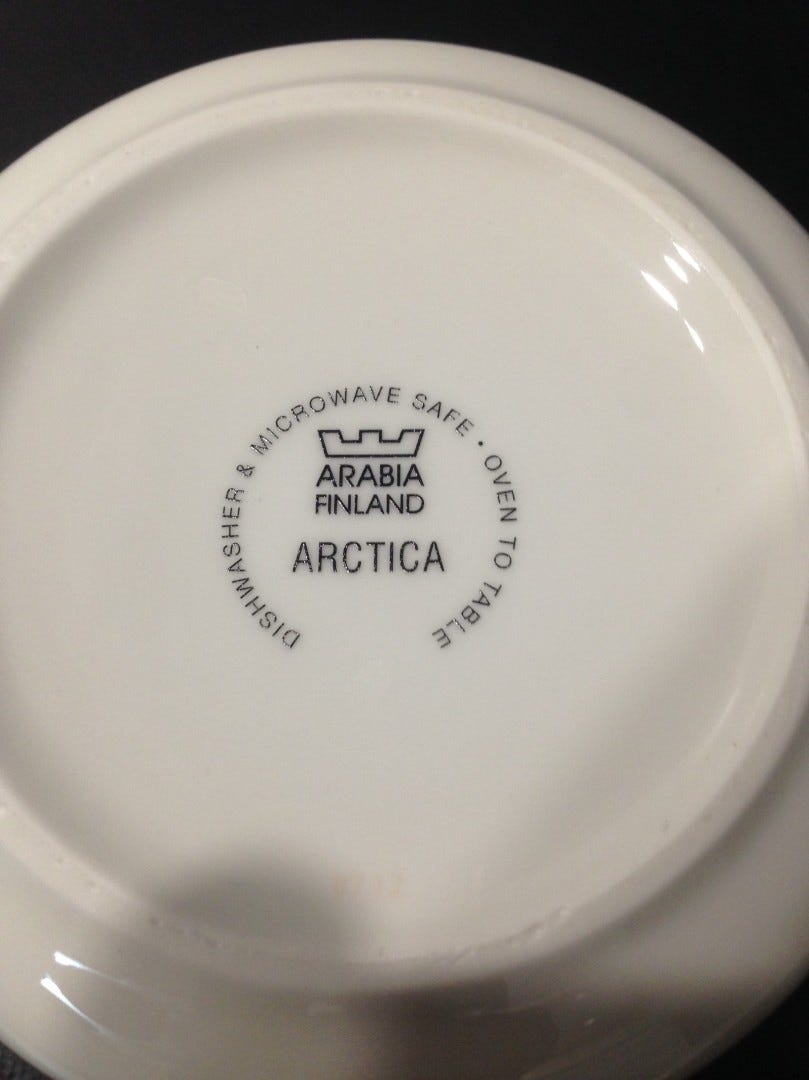 DISHWASHER & MICROWAVE SAFE · OVEN TO TABLE
ARABIA
FINLAND
ARCTICA